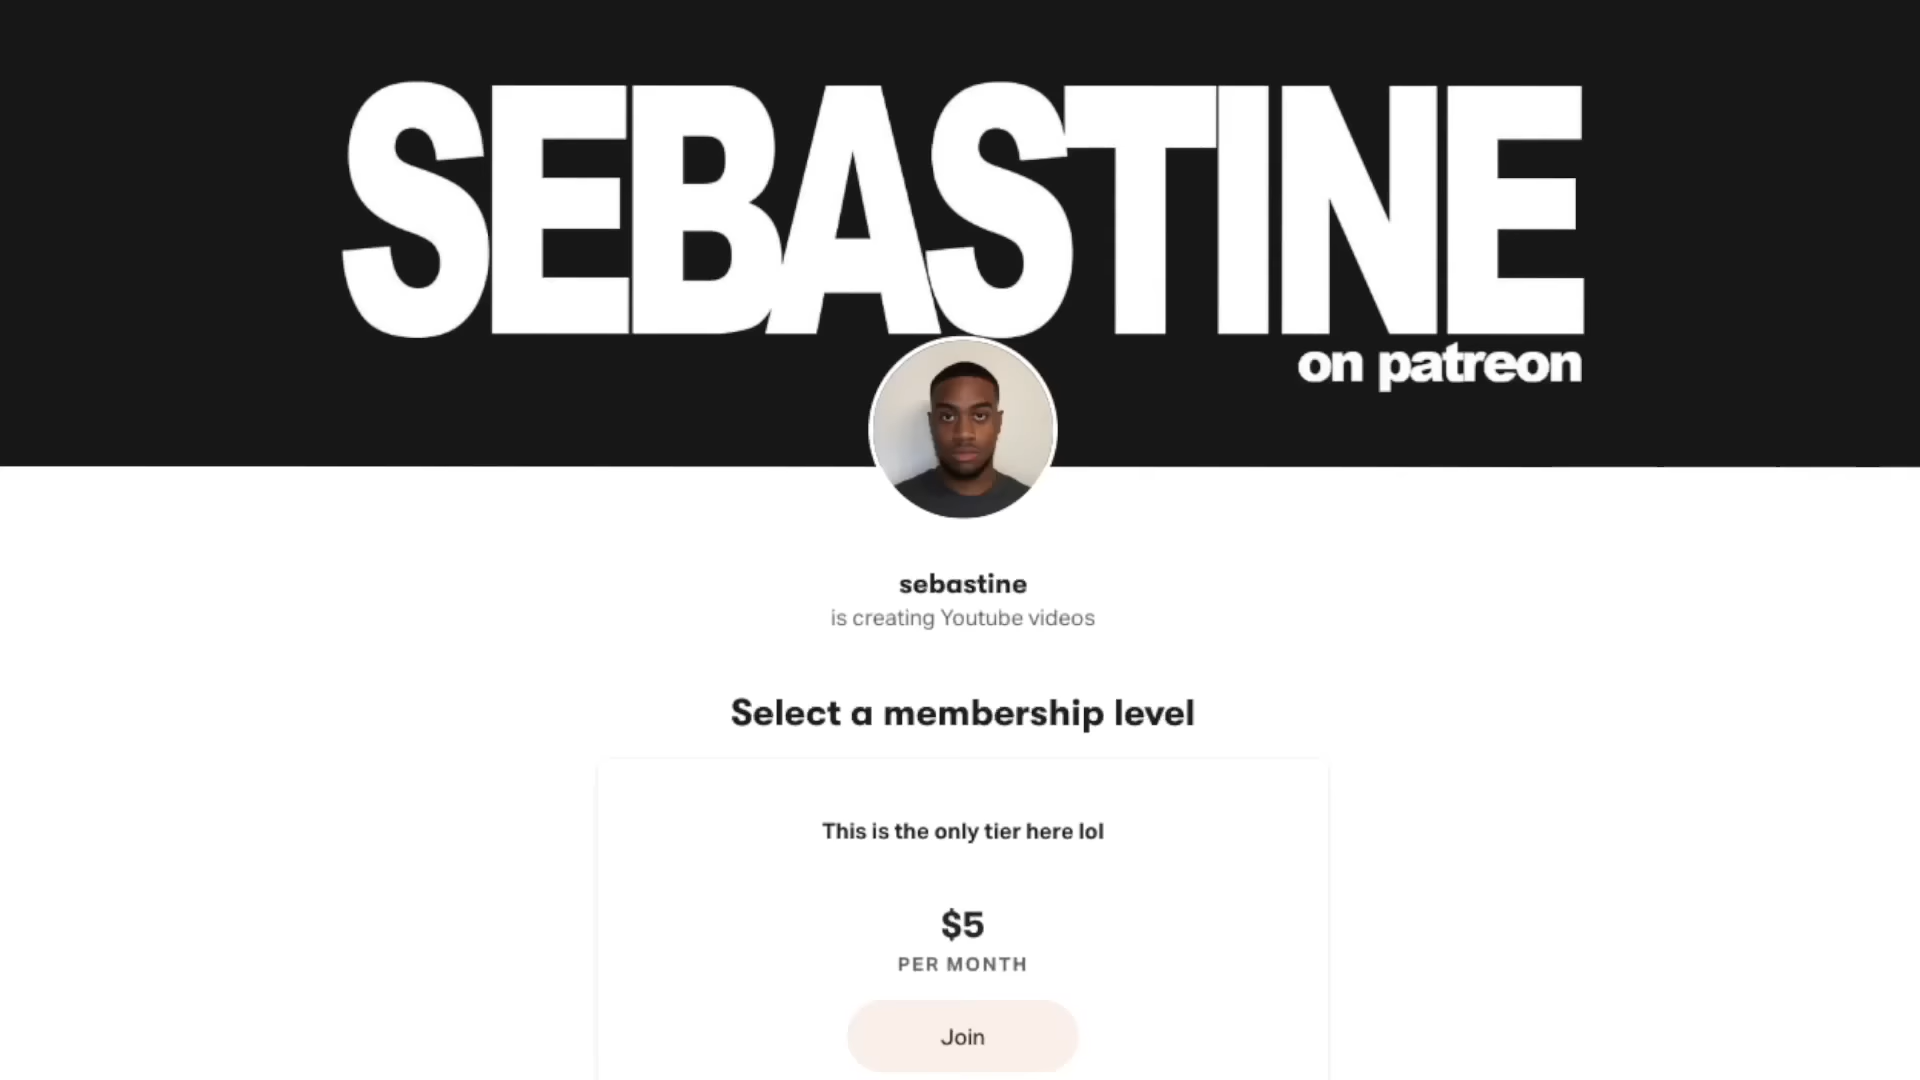 SEBASTINE
on patreon
sebastine
is creating Youtube videos
Select a membership level
This is the only tier here lol
$5
PER MONTH
Join